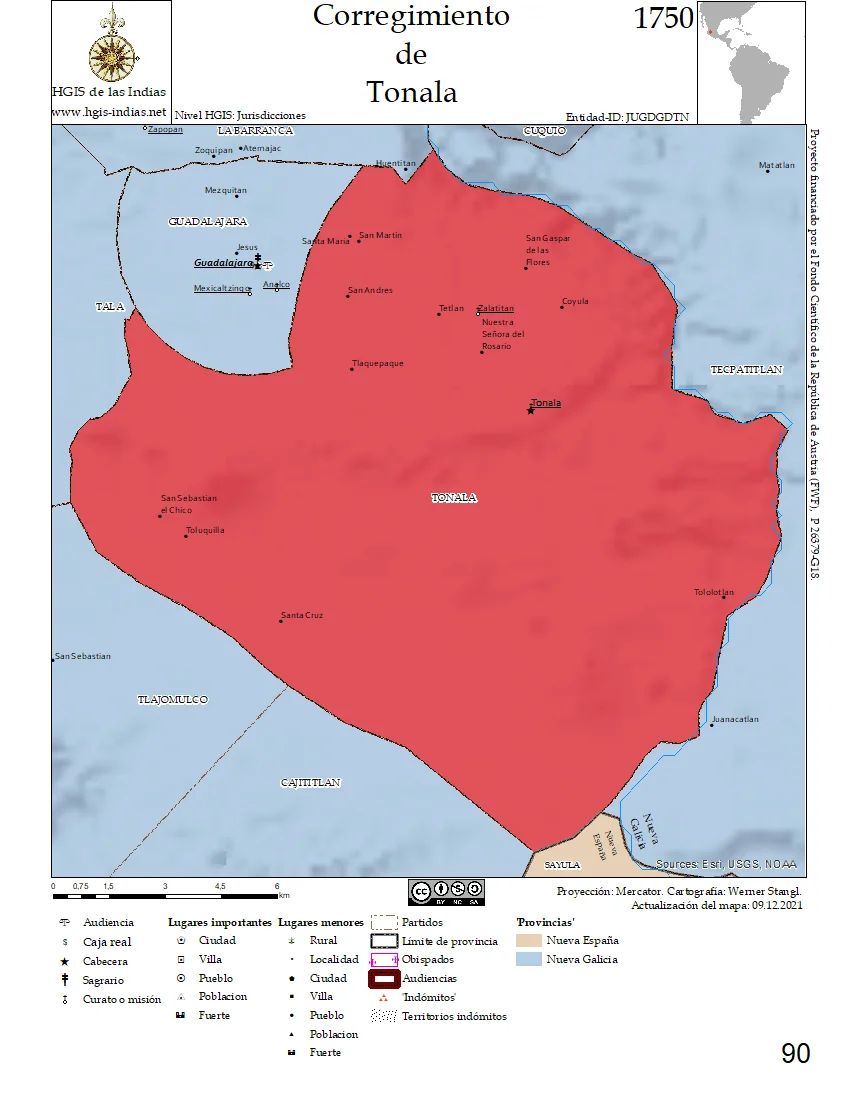 Corregimiento
de
Tonala
1750
HGIS de las Indias
www.hgis-indias.net
Nivel HGIS: Jurisdicciones
Entidad-ID: JUGDGDTN
Zapopan
LA BARRANCA
CUQUIO
Zoquipan
Atemajac
Huentitan
Matatlan
Mezquitan
GUADALAJARA
Santa Maria
San Martin
San Gaspar
de las
Flores
Jesus
Guadalajara
Mexicaltzingo
Analco
San Andres
TALA
Tetlan
Zalatitan
Coyula
Nuestra
Señora del
Rosario
Tlaquepaque
TECPATITLAN
Tonala
San Sebastian
el Chico
TONALA
Toluquilla
Tololotlan
Santa Cruz
San Sebastian
TLAJOMULCO
Juanacatlan
CAJITITLAN
Nueva
Galicia
Nueva
España
SAYULA
Sources: Esri, USGS, NOAA
Proyecto financiado por el Fondo Científico de la República de Austria (FWF), P 26379-G18.
0 0,75 1,5 3 4,5 6
km
CC
BY NC SA
Proyección: Mercator. Cartografía: Werner Stangl.
Actualización del mapa: 09.12.2021
Audiencia
Caja real
Cabecera
Sagrario
Curato o misión
Lugares importantes
Ciudad
Villa
Pueblo
Poblacion
Fuerte
Lugares menores
Rural
Localidad
Ciudad
Villa
Pueblo
Poblacion
Fuerte
Partidos
Límite de provincia
Obispados
Audiencias
'Indómitos'
Territorios indómitos
'Provincias'
Nueva España
Nueva Galicia
90